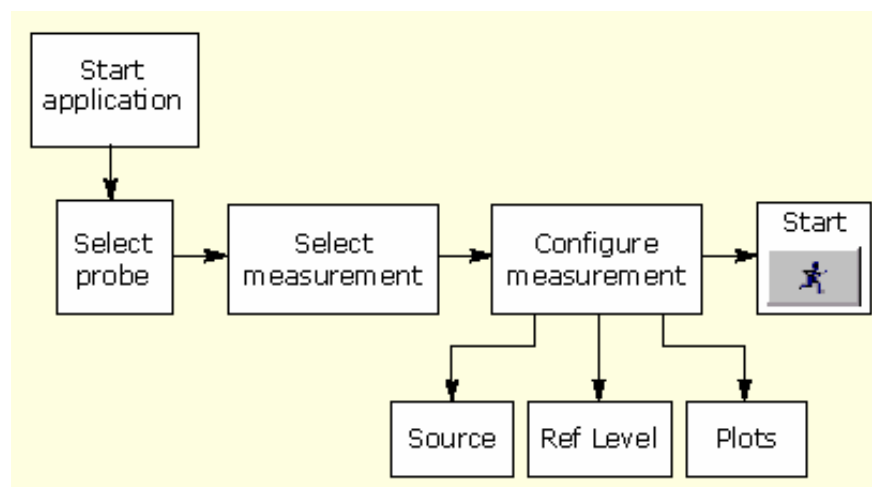 Start
application
Select
probe
Select
measurement
Configure
measurement
Start
Source
Ref Level
Plots